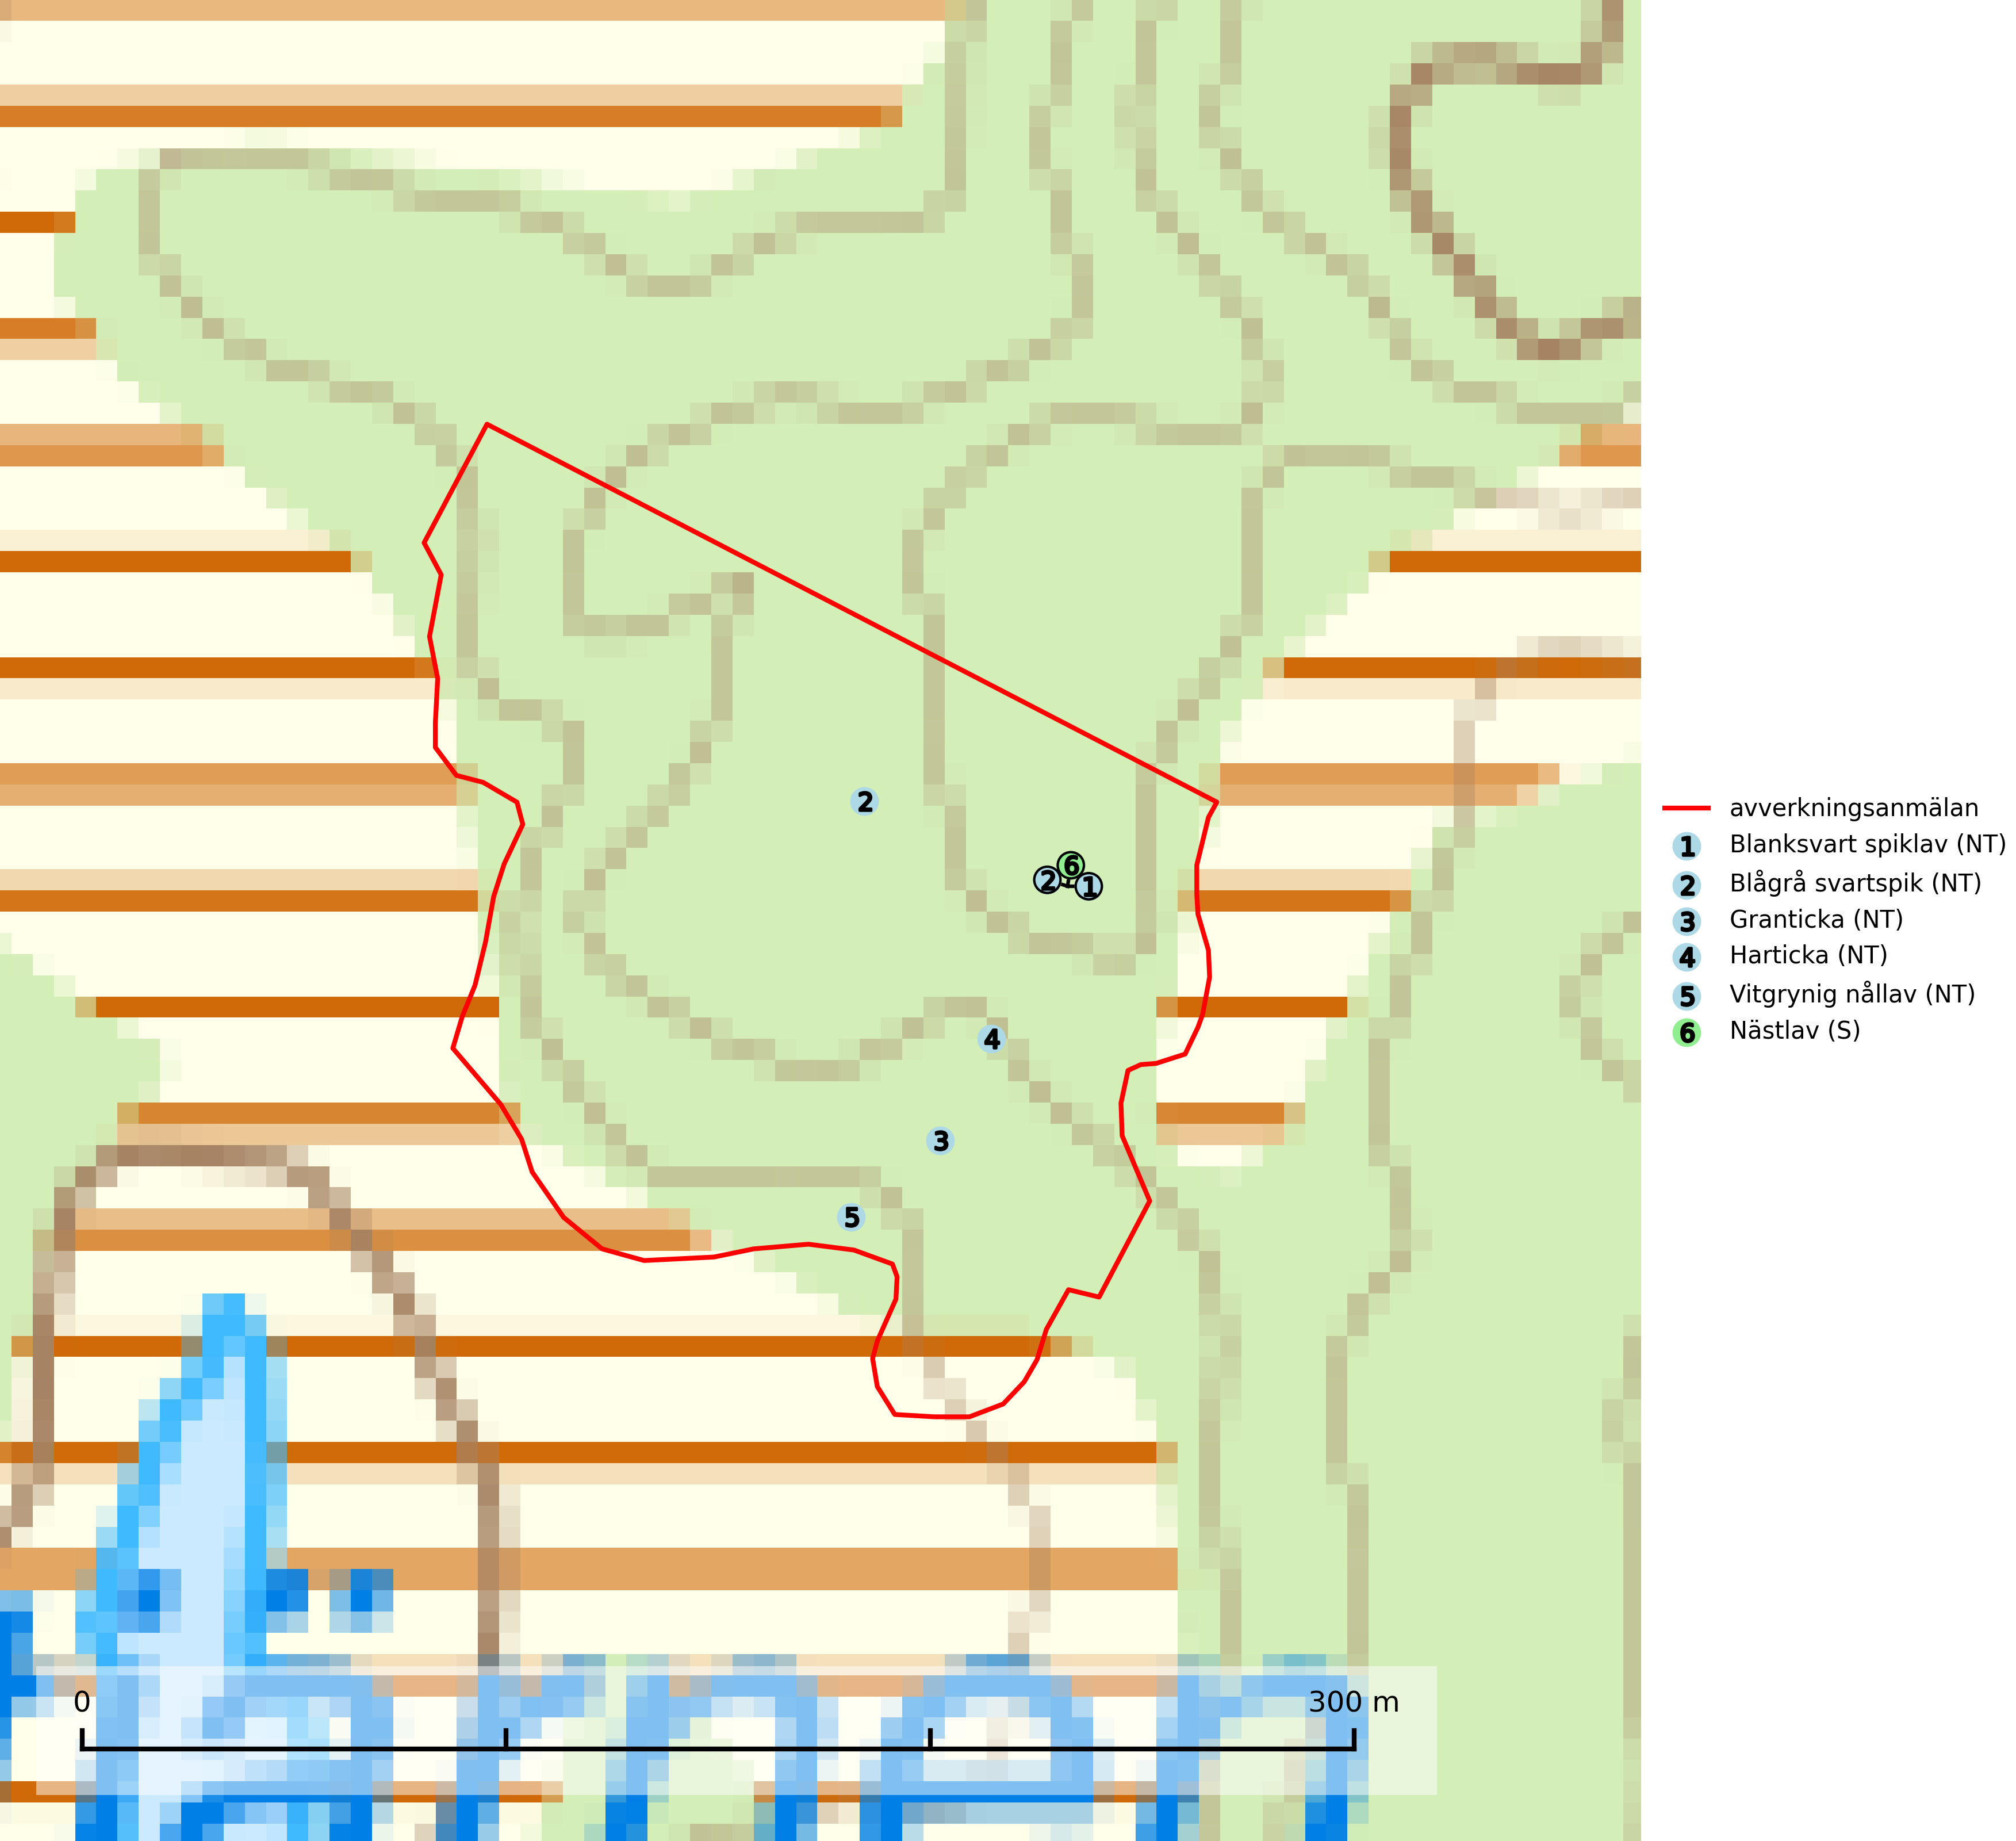 2
6
2 1
4
3
5
0 300 m
avverkningsanmälan
1 Blanksvart spiklav (NT)
2 Blågrå svartspik (NT)
3 Granticka (NT)
4 Harticka (NT)
5 Vitgrynig nållav (NT)
6 Nästlav (S)